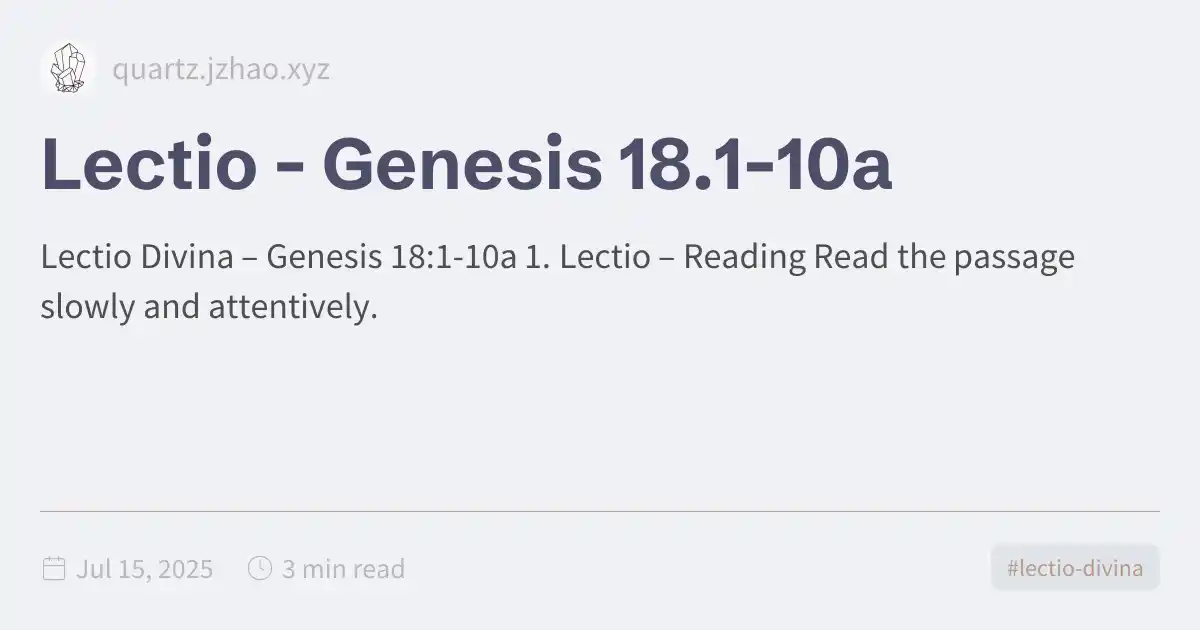 quartz.jzhao.xyz
Lectio - Genesis 18.1-10a
Lectio Divina – Genesis 18:1-10a 1. Lectio – Reading Read the passage
slowly and attentively.
Jul 15, 2025 3 min read #lectio-divina